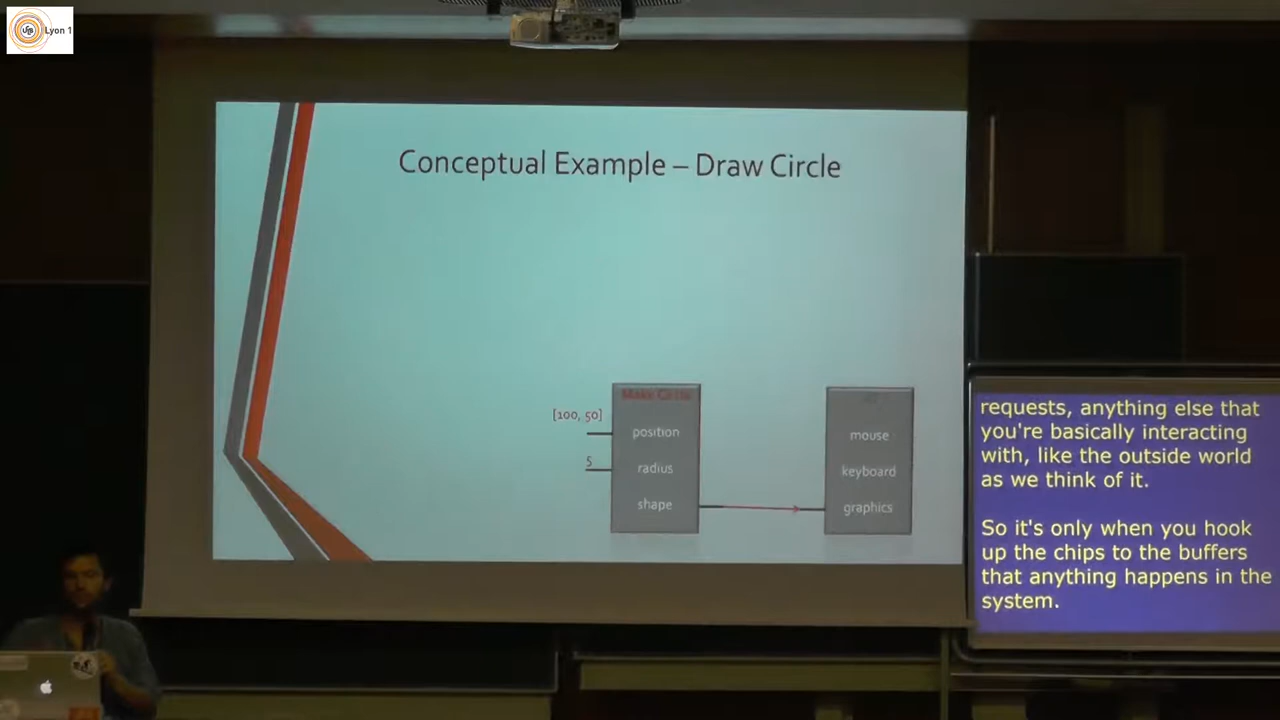 Lyon 1
Conceptual Example – Draw Circle
Make Circle
[100, 50]
position
5
radius
shape
mouse
keyboard
graphics
requests, anything else that
you're basically interacting
with, like the outside world
as we think of it.
So it's only when you hook
up the chips to the buffers
that anything happens in the
system.